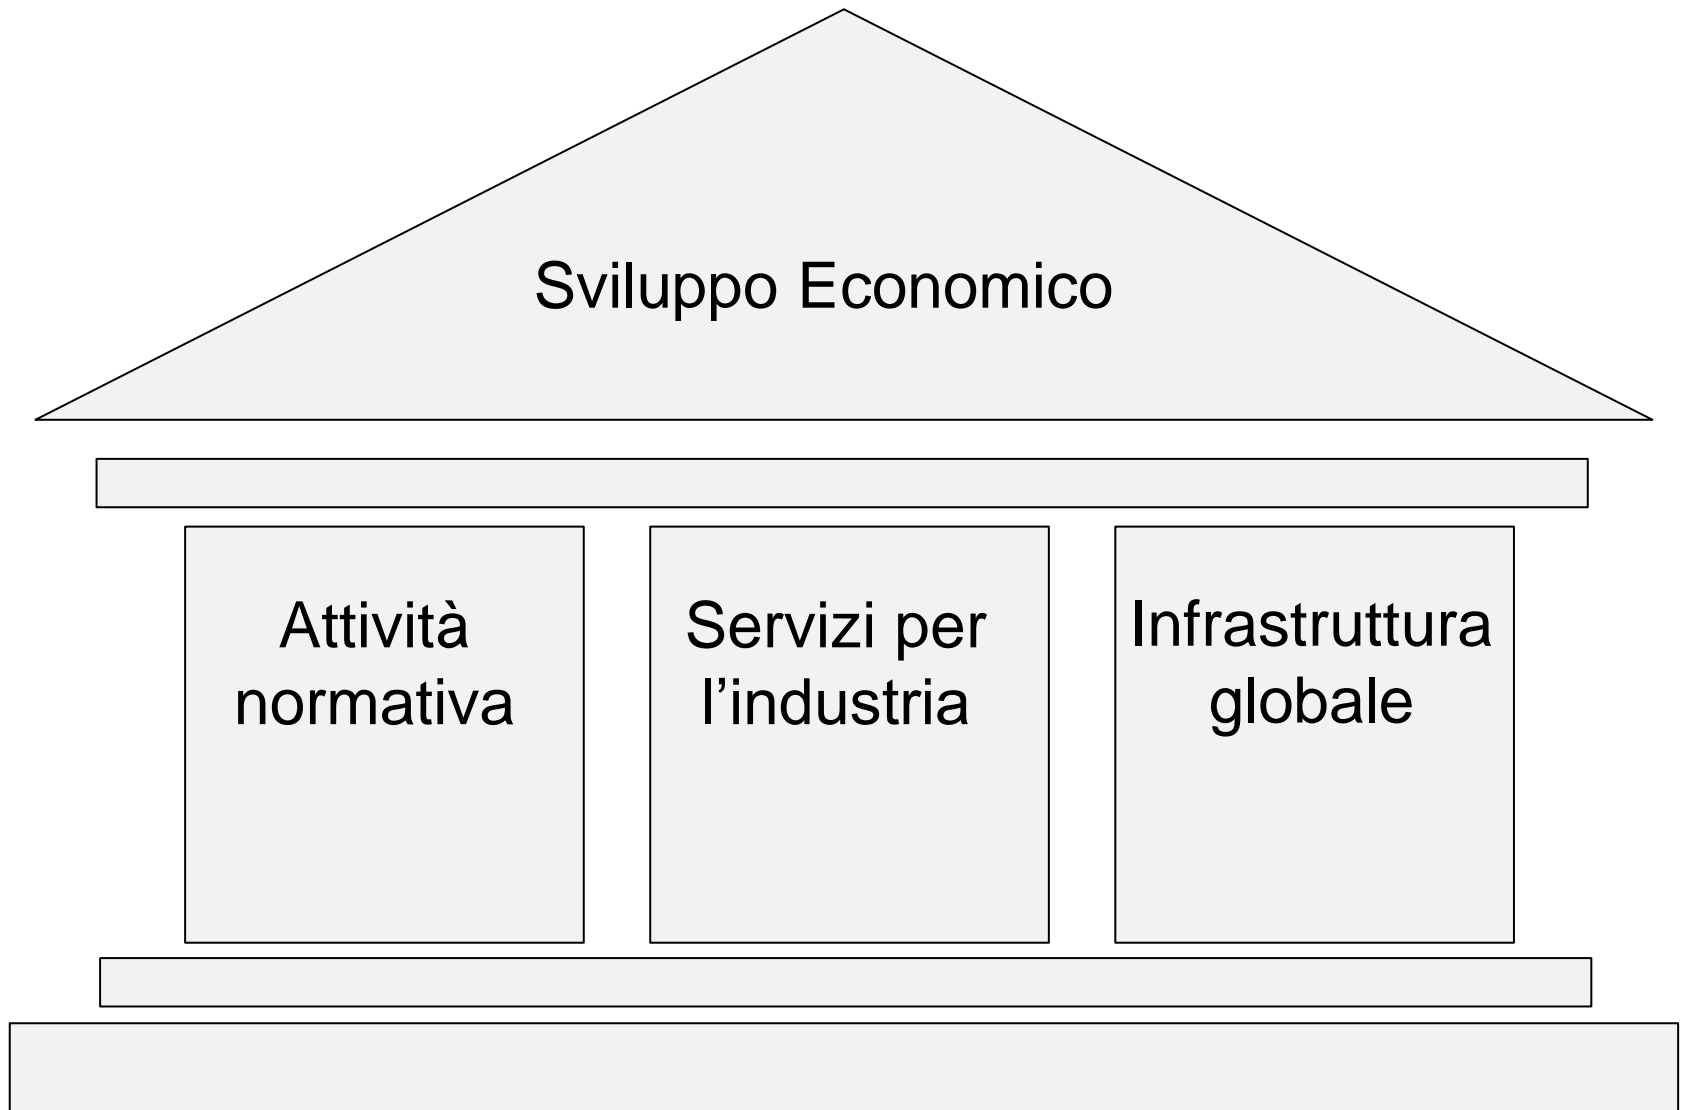 Sviluppo Economico
Attività
normativa
Servizi per
l’industria
Infrastruttura
globale